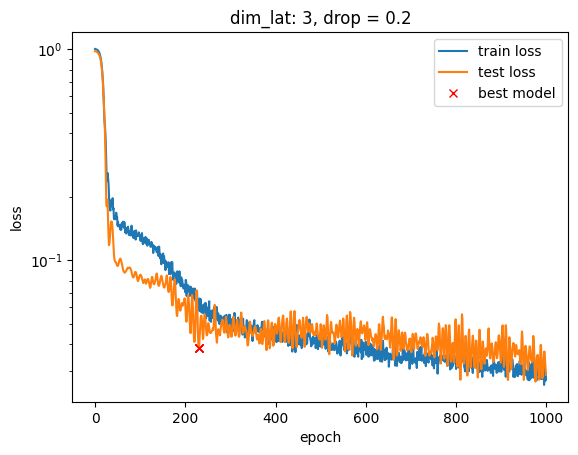 dim_lat: 3, drop = 0.2
train loss
test loss
best model
10⁰
10⁻¹
loss
0
200
400
600
800
1000
epoch